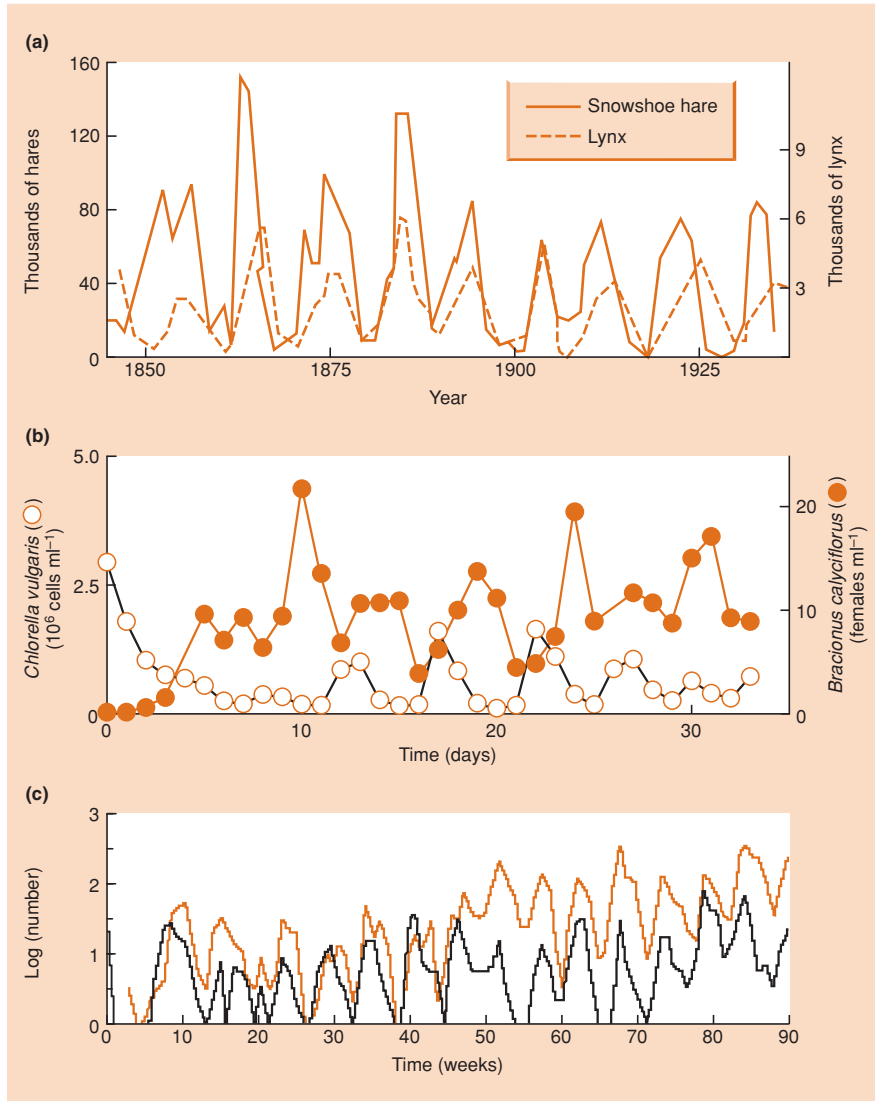 (a)
160
120
80
40
0
Thousands of hares
Snowshoe hare
Lynx
9
6
3
Thousands of lynx
1850
1875
1900
1925
Year
(b)
5.0
2.5
0
Chlorella vulgaris ( )
(10⁶ cells ml⁻¹)
20
10
0
Bracionus calyciflorus ( )
(females ml⁻¹)
0
10
20
30
Time (days)
(c)
3
2
1
0
Log (number)
0
10
20
30
40
50
60
70
80
90
Time (weeks)